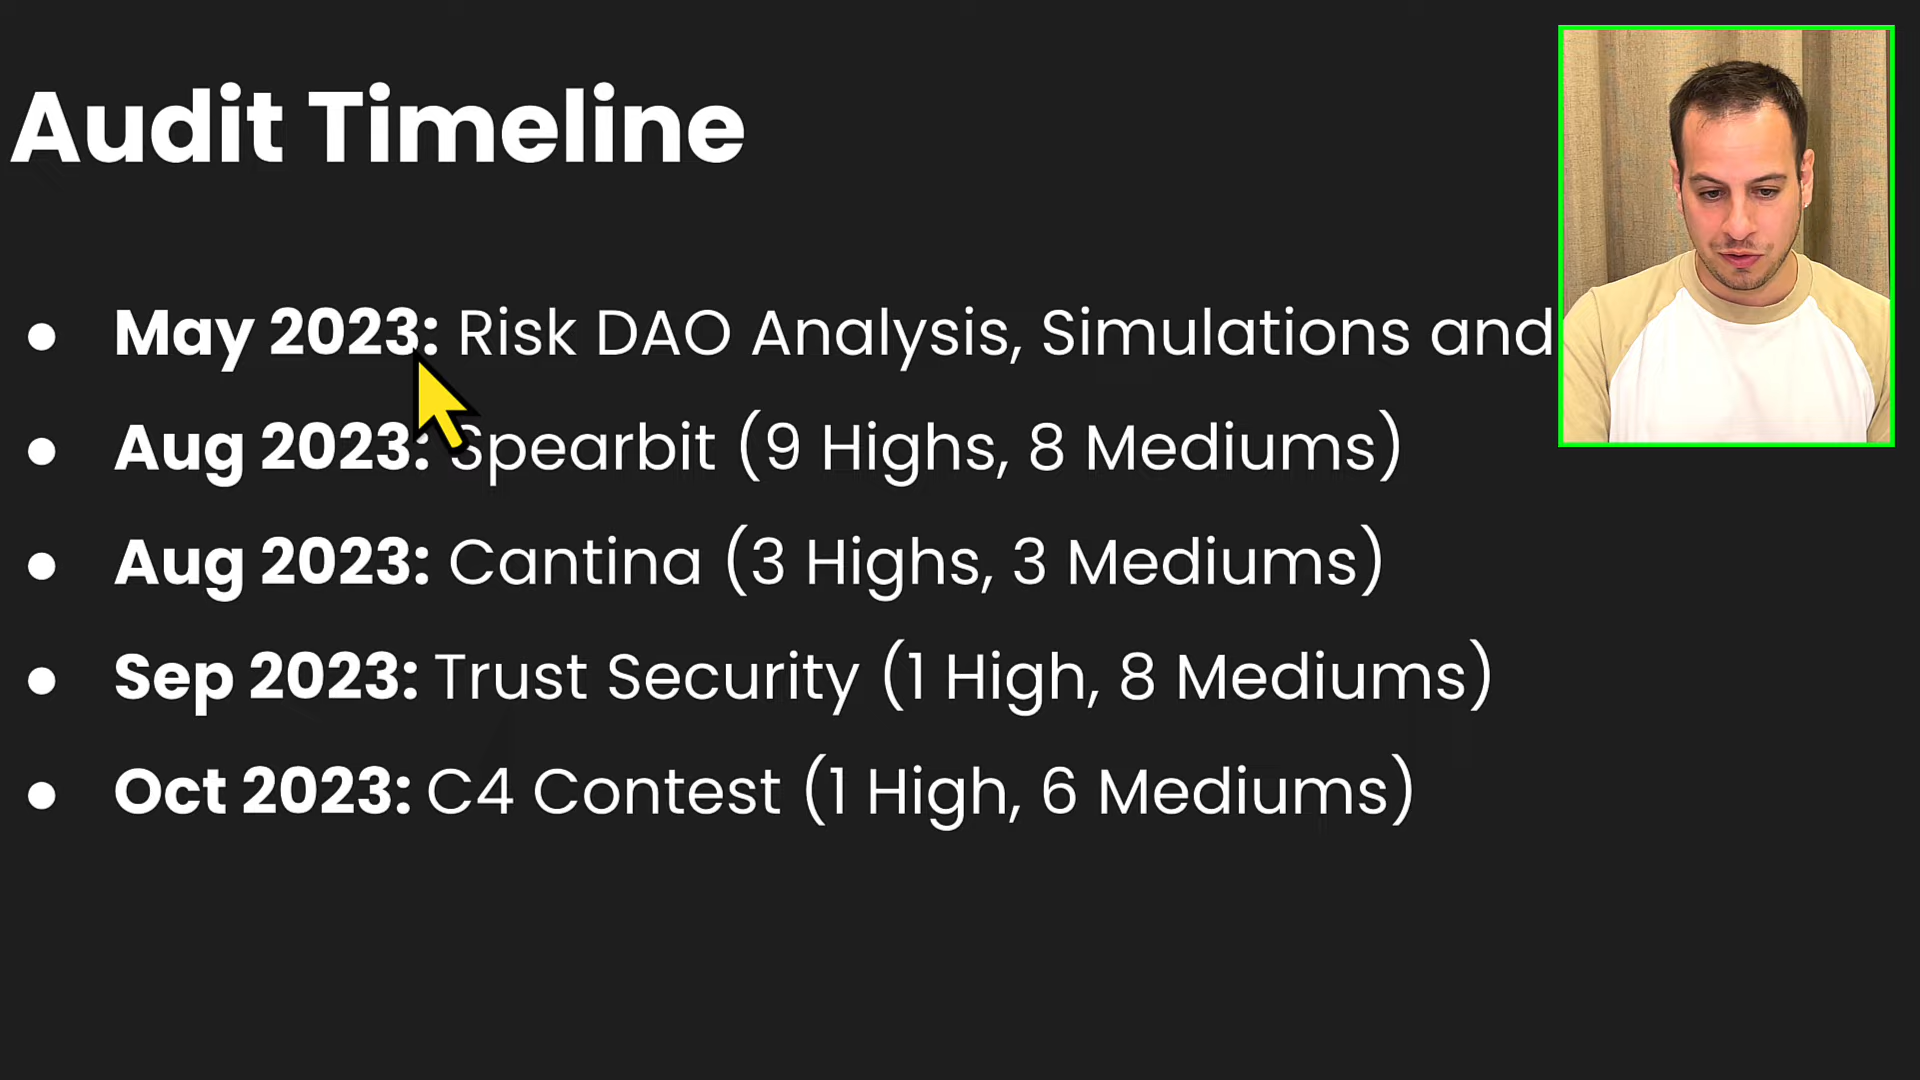 Audit Timeline
● May 2023: Risk DAO Analysis, Simulations and
● Aug 2023: Spearbit (9 Highs, 8 Mediums)
● Aug 2023: Cantina (3 Highs, 3 Mediums)
● Sep 2023: Trust Security (1 High, 8 Mediums)
● Oct 2023: C4 Contest (1 High, 6 Mediums)